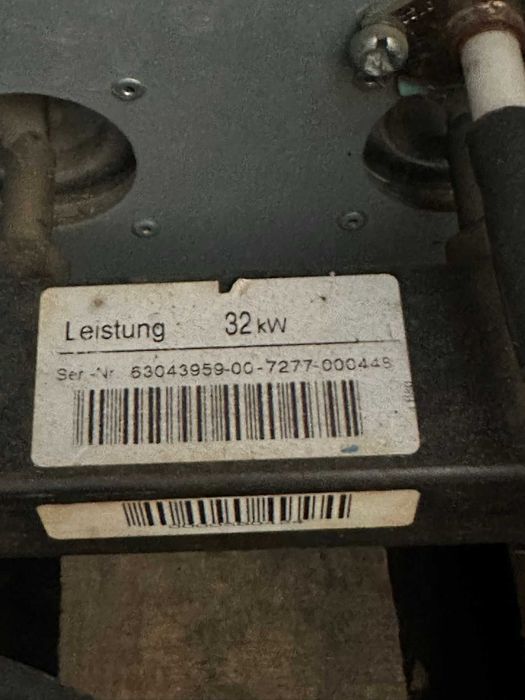 Leistung 32 kW
Ser.-Nr. 63043959-00-7277-000448